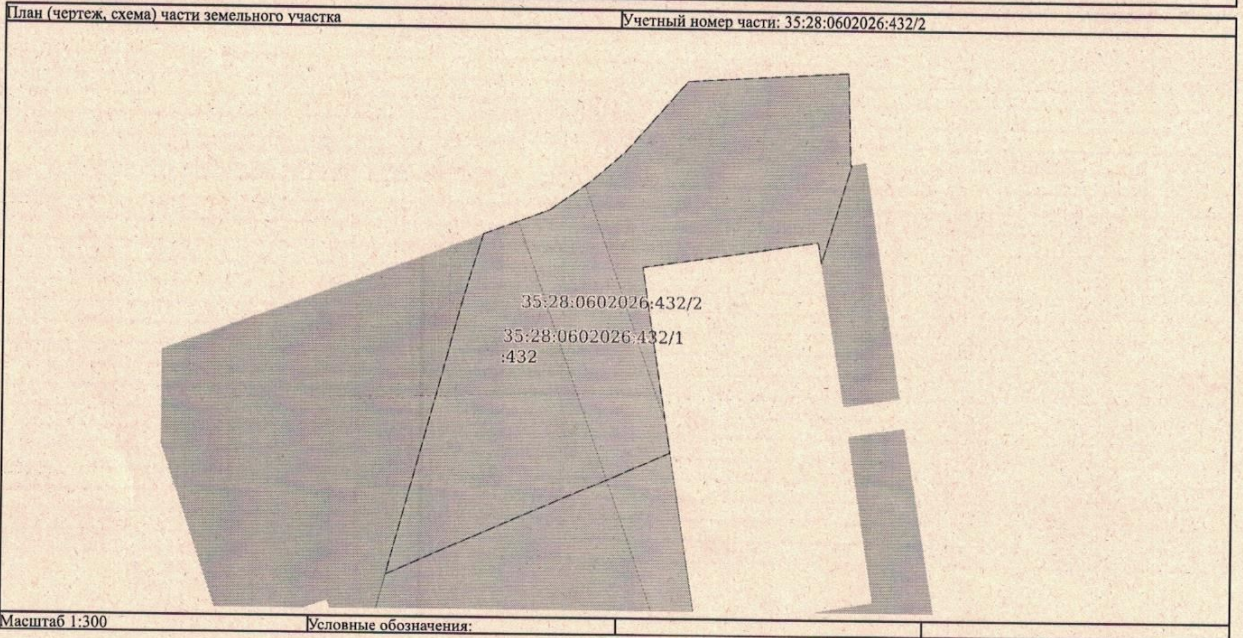 План (чертеж, схема) части земельного участка
Учетный номер части: 35:28:0602026:432/2
35:28:0602026:432/2
35:28:0602026:432/1
:432
Масштаб 1:300
Условные обозначения: